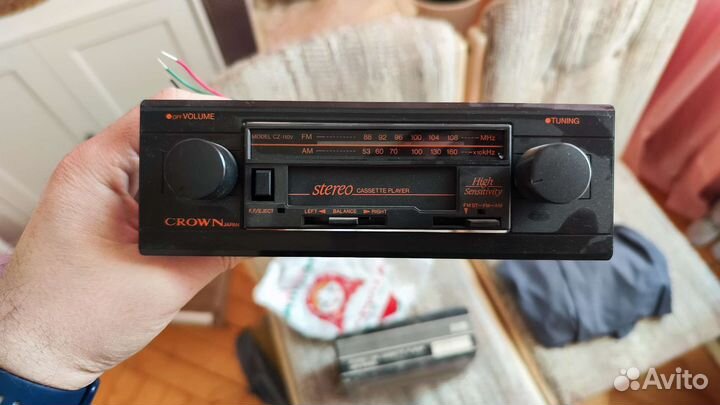 OFF VOLUME
TUNING
MODEL CZ-110V FM 88 92 96 100 104 108 MHz
AM 53 60 70 100 130 160 x10kHz
stereo CASSETTE PLAYER
High
Sensitivity
F.F/EJECT
LEFT BALANCE RIGHT
FM ST-FM-AM
CROWN JAPAN
Avito